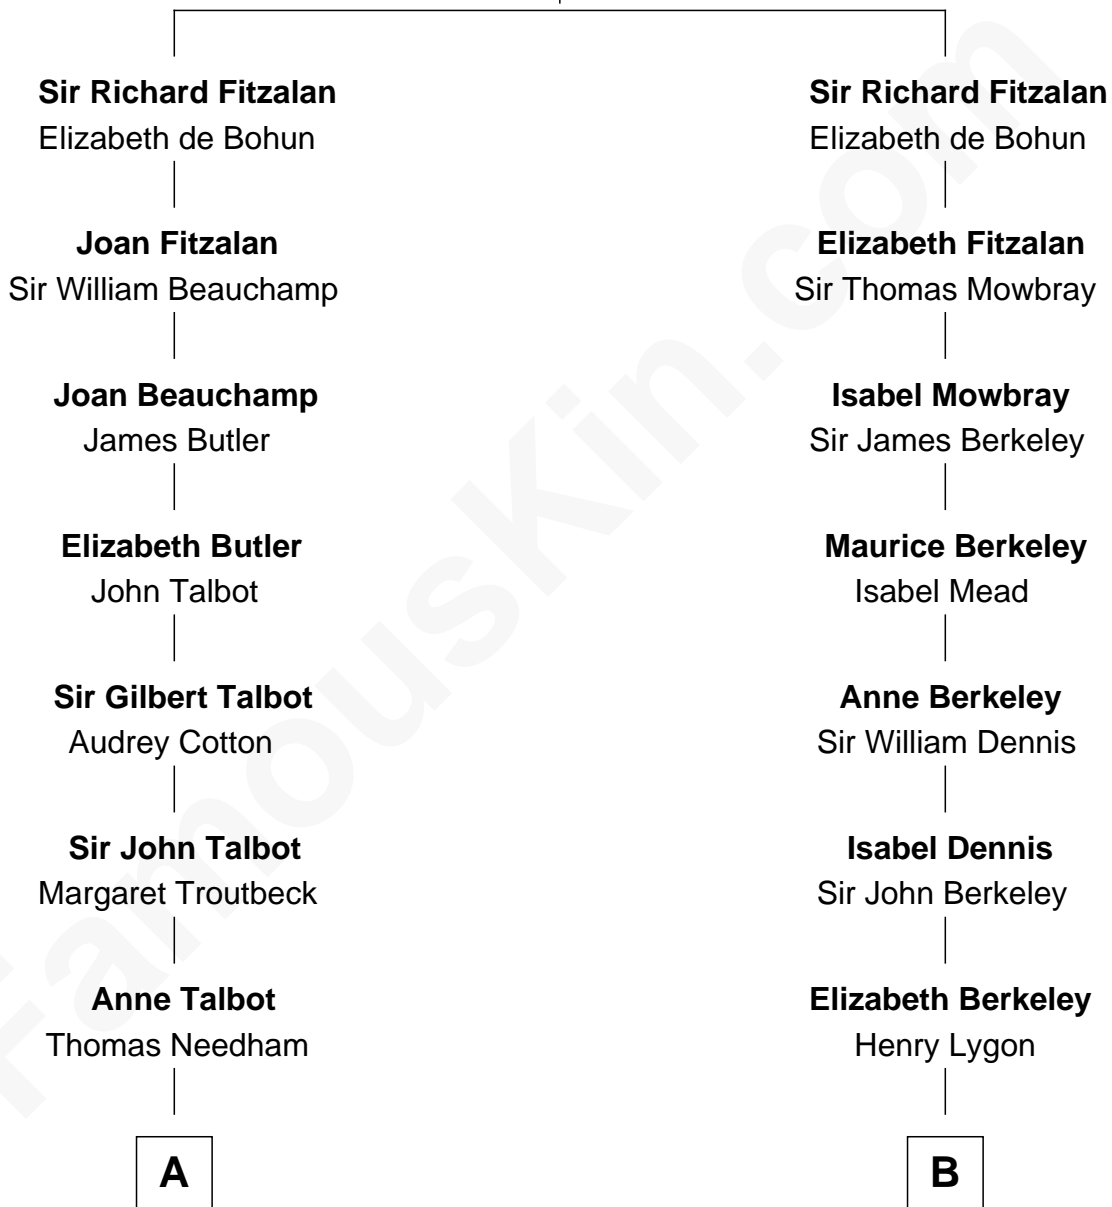 Sir Richard Fitzalan
Elizabeth de Bohun
Joan Fitzalan
Sir William Beauchamp
Joan Beauchamp
James Butler
Elizabeth Butler
John Talbot
Sir Gilbert Talbot
Audrey Cotton
Sir John Talbot
Margaret Troutbeck
Anne Talbot
Thomas Needham
A
Sir Richard Fitzalan
Elizabeth de Bohun
Elizabeth Fitzalan
Sir Thomas Mowbray
Isabel Mowbray
Sir James Berkeley
Maurice Berkeley
Isabel Mead
Anne Berkeley
Sir William Dennis
Isabel Dennis
Sir John Berkeley
Elizabeth Berkeley
Henry Lygon
B
FamousKin.com